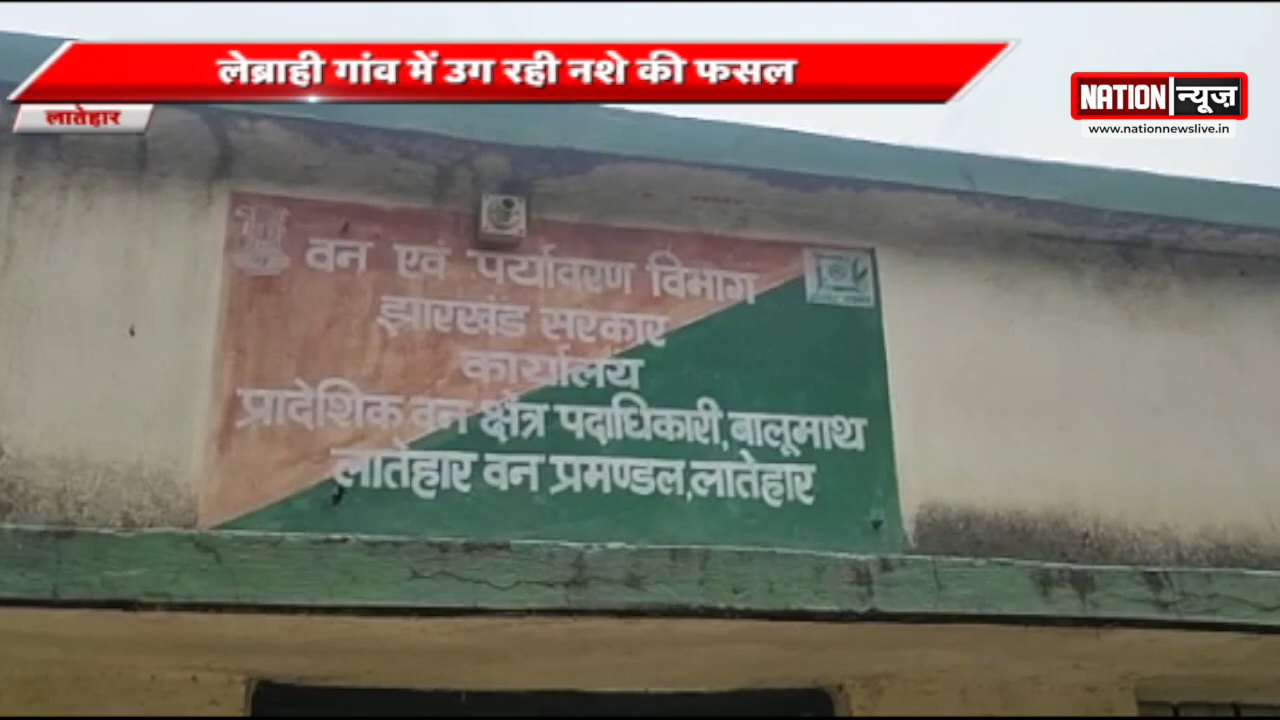 लेब्राही गांव में उग रही नशे की फसल
लातेहार
NATION न्यूज़
www.nationnewslive.in
वन एवं पर्यावरण विभाग
झारखंड सरकार
कार्यालय
प्रादेशिक वन क्षेत्र पदाधिकारी,बालूमाथ
लातेहार वन प्रमण्डल,लातेहार